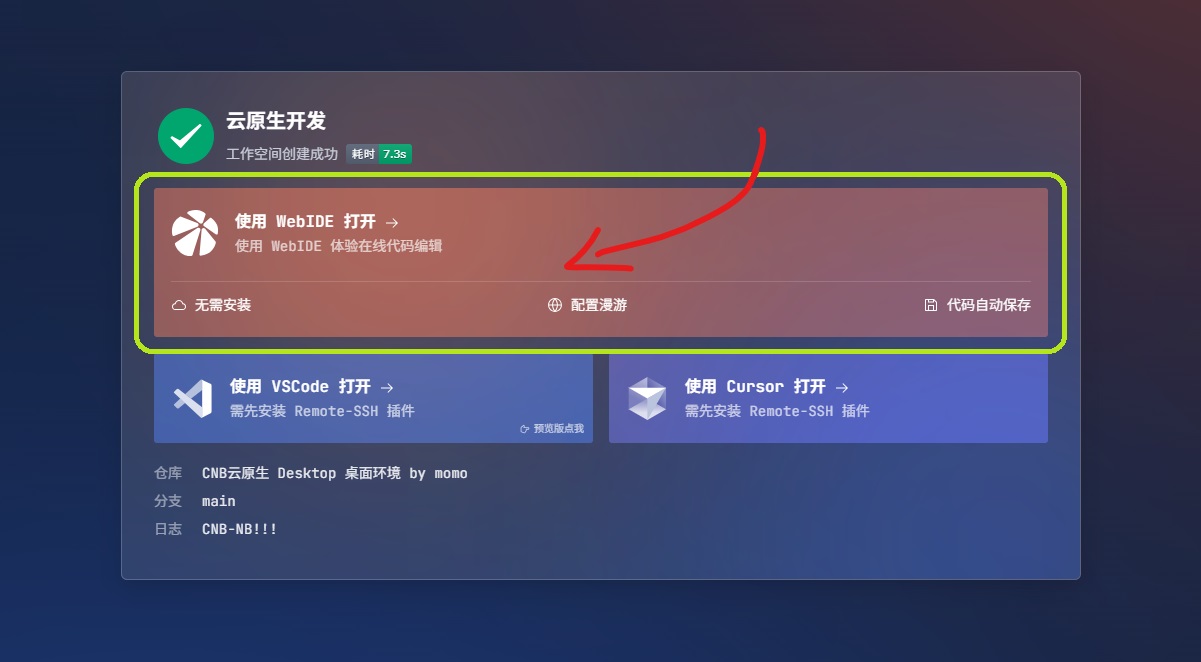 云原生开发
工作空间创建成功 耗时 7.3s
使用 WebIDE 打开 →
使用 WebIDE 体验在线代码编辑
无需安装 配置漫游 代码自动保存
使用 VSCode 打开 →
需先安装 Remote-SSH 插件
预览版点我
使用 Cursor 打开 →
需先安装 Remote-SSH 插件
仓库 CNB云原生 Desktop 桌面环境 by momo
分支 main
日志 CNB-NB!!!